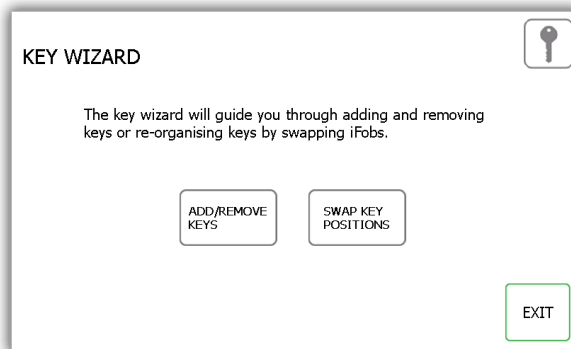 KEY WIZARD
The key wizard will guide you through adding and removing
keys or re-organising keys by swapping iFobs.
ADD/REMOVE
KEYS
SWAP KEY
POSITIONS
EXIT